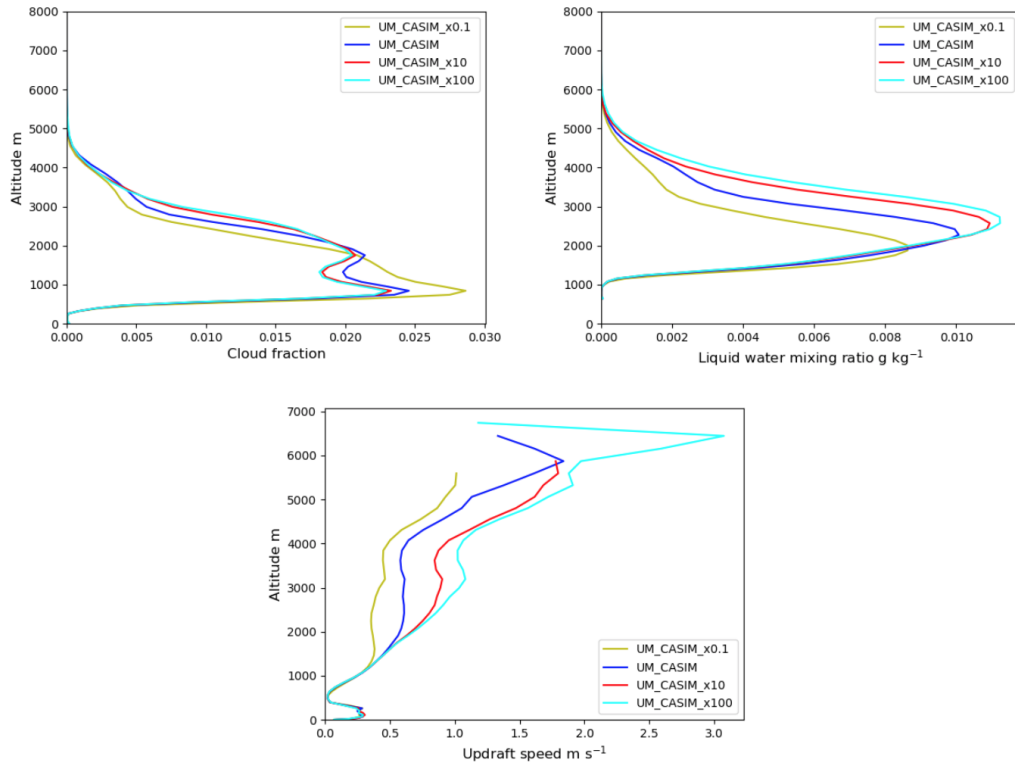 8000
7000
6000
5000
4000
3000
2000
1000
0
Altitude m
UM_CASIM_x0.1
UM_CASIM
UM_CASIM_x10
UM_CASIM_x100
0.000 0.005 0.010 0.015 0.020 0.025 0.030
Cloud fraction
8000
7000
6000
5000
4000
3000
2000
1000
0
Altitude m
UM_CASIM_x0.1
UM_CASIM
UM_CASIM_x10
UM_CASIM_x100
0.000 0.002 0.004 0.006 0.008 0.010
Liquid water mixing ratio g kg⁻¹
7000
6000
5000
4000
3000
2000
1000
0
Altitude m
UM_CASIM_x0.1
UM_CASIM
UM_CASIM_x10
UM_CASIM_x100
0.0 0.5 1.0 1.5 2.0 2.5 3.0
Updraft speed m s⁻¹